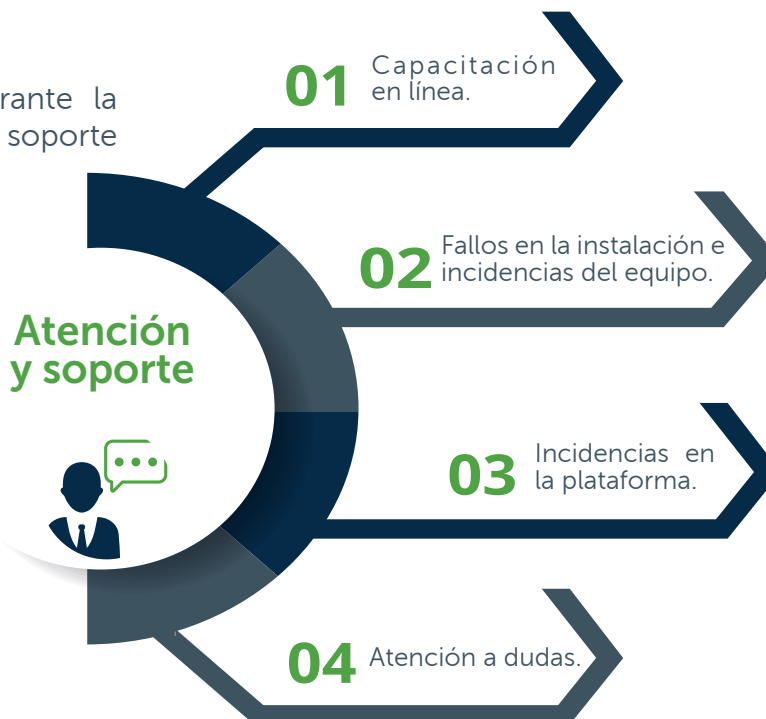 la
soporte
01
Capacitación
en línea.
02
Fallos en la instalación e
incidencias del equipo.
Atención
y soporte
03
Incidencias en
la plataforma.
04
Atención a dudas.